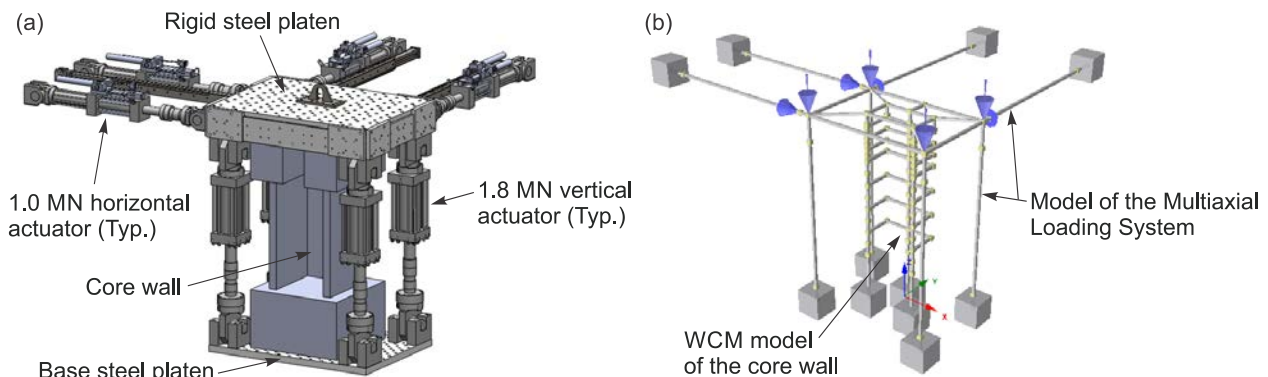 (a)
Rigid steel platen
1.0 MN horizontal
actuator (Typ.)
1.8 MN vertical
actuator (Typ.)
Core wall
Base steel platen
(b)
Model of the Multiaxial
Loading System
WCM model
of the core wall
Y
X